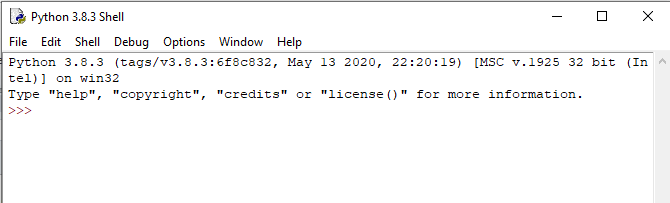 Python 3.8.3 Shell
File Edit Shell Debug Options Window Help
Python 3.8.3 (tags/v3.8.3:6f8c832, May 13 2020, 22:20:19) [MSC v.1925 32 bit (In
tel)] on win32
Type "help", "copyright", "credits" or "license()" for more information.
>>>